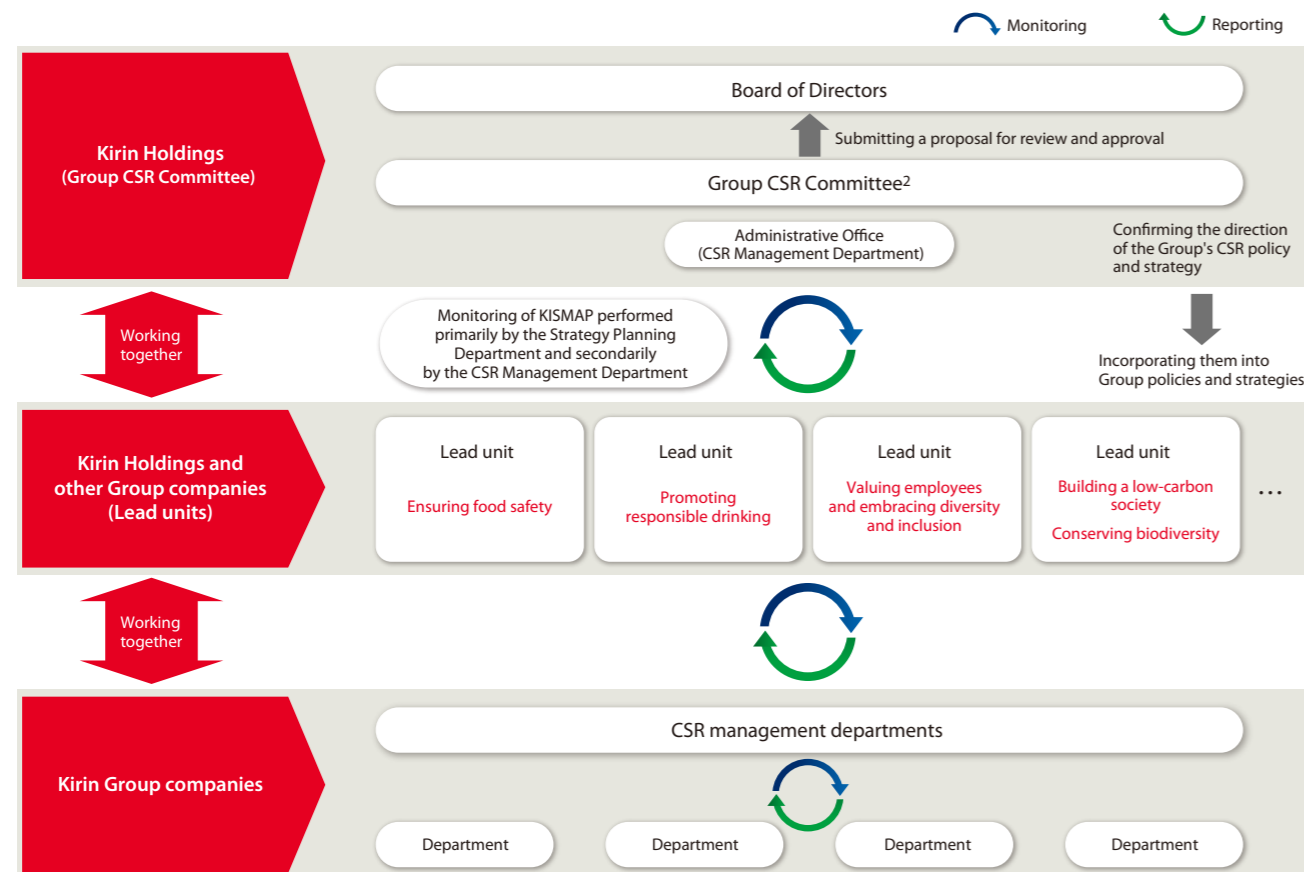 Monitoring
Reporting
Kirin Holdings
(Group CSR Committee)
Board of Directors
Submitting a proposal for review and approval
Group CSR Committee2
Administrative Office
(CSR Management Department)
Confirming the direction
of the Group's CSR policy
and strategy
Working
together
Monitoring of KISMAP performed
primarily by the Strategy Planning
Department and secondarily
by the CSR Management Department
Incorporating them into
Group policies and strategies
Kirin Holdings and
other Group companies
(Lead units)
Lead unit
Ensuring food safety
Lead unit
Promoting
responsible drinking
Lead unit
Valuing employees
and embracing diversity
and inclusion
Lead unit
Building a low-carbon
society
Conserving biodiversity
...
Working
together
Kirin Group companies
CSR management departments
Department
Department
Department
Department